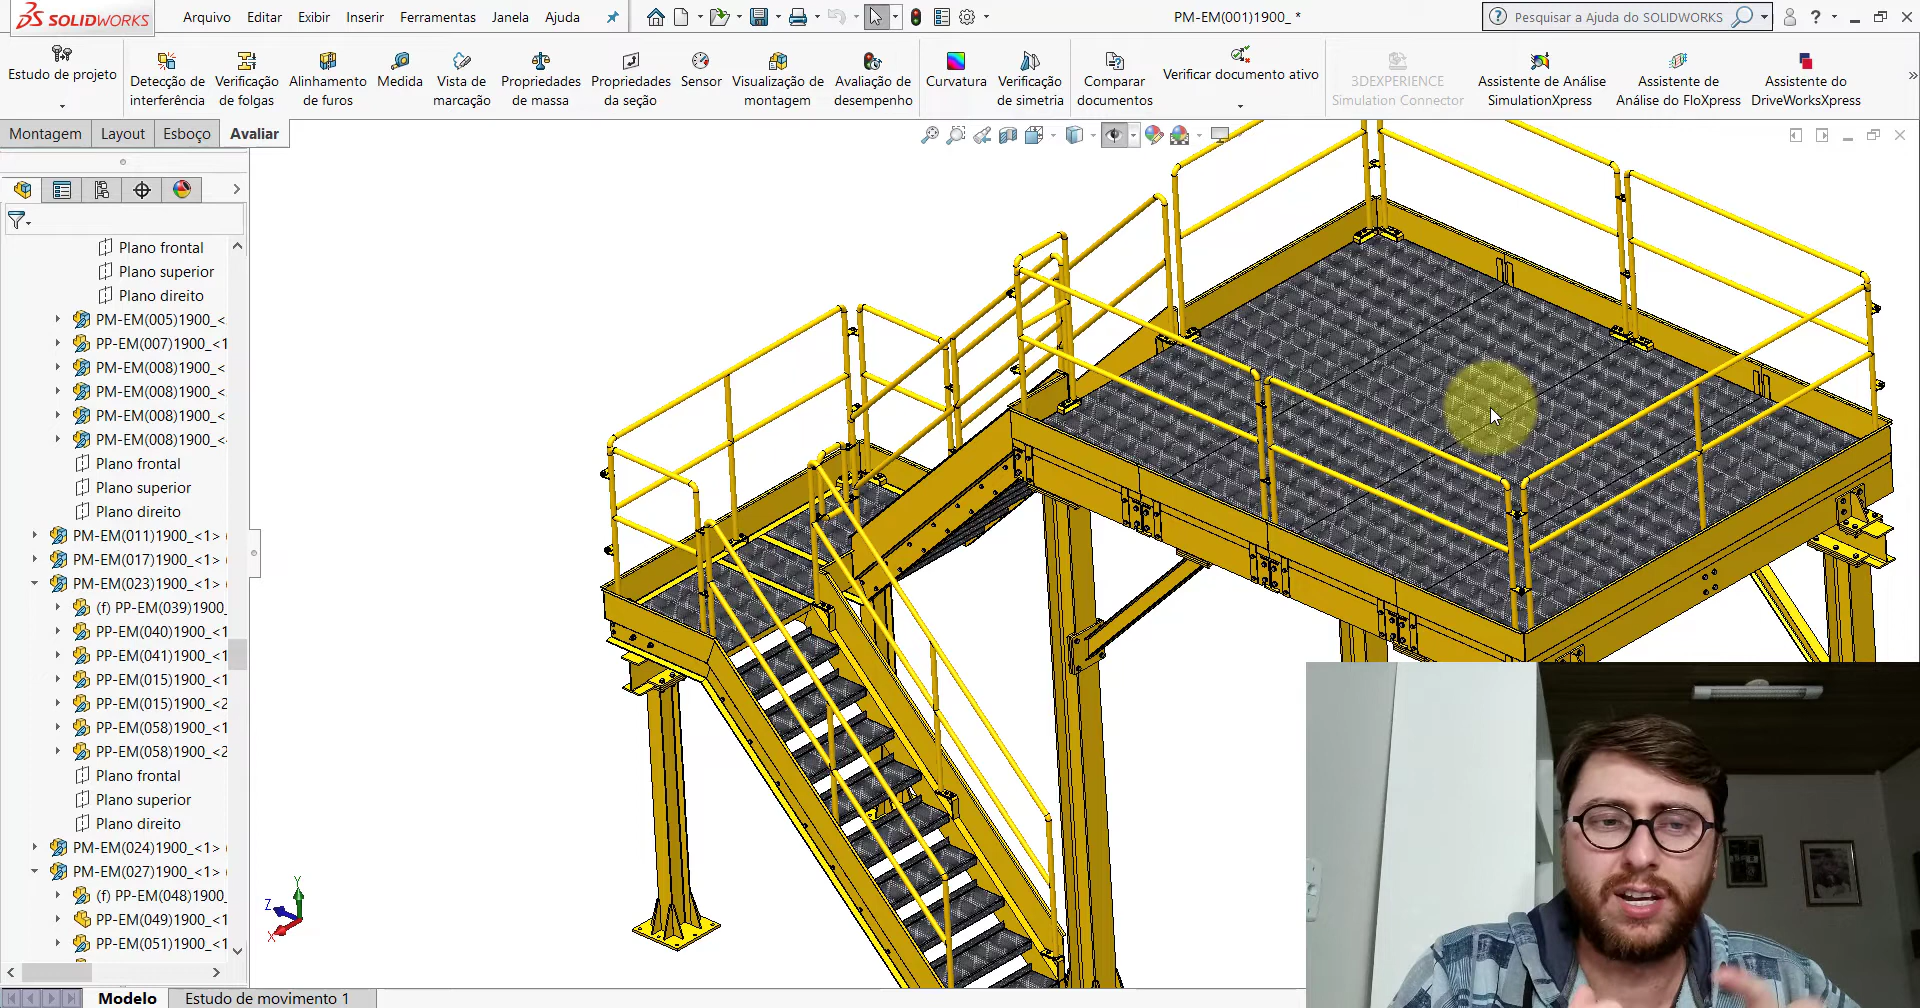 SOLIDWORKS
Arquivo Editar Exibir Inserir Ferramentas Janela Ajuda
PM-EM(001)1900_ *
Pesquisar a Ajuda do SOLIDWORKS
Estudo de projeto
Detecção de interferência
Verificação de folgas
Alinhamento de furos
Medida
Vista de marcação
Propriedades de massa
Propriedades da seção
Sensor
Visualização de montagem
Avaliação de desempenho
Curvatura
Verificação de simetria
Comparar documentos
Verificar documento ativo
3DEXPERIENCE Simulation Connector
Assistente de Análise SimulationXpress
Assistente de Análise do FloXpress
Assistente do DriveWorksXpress
Montagem Layout Esboço Avaliar
Plano frontal
Plano superior
Plano direito
PM-EM(005)1900_<
PP-EM(007)1900_<1
PM-EM(008)1900_<
PM-EM(008)1900_<
PM-EM(008)1900_<
PM-EM(008)1900_<
Plano frontal
Plano superior
Plano direito
PM-EM(011)1900_<1> (
PM-EM(017)1900_<1> (
PM-EM(023)1900_<1> (
(f) PP-EM(039)1900_
PP-EM(040)1900_<1
PP-EM(041)1900_<1
PP-EM(015)1900_<1
PP-EM(015)1900_<2
PP-EM(058)1900_<1
PP-EM(058)1900_<2
Plano frontal
Plano superior
Plano direito
PM-EM(024)1900_<1> (
PM-EM(027)1900_<1> (
(f) PP-EM(048)1900_
PP-EM(049)1900_<1
PP-EM(051)1900_<1
Y
Z
X
Modelo Estudo de movimento 1